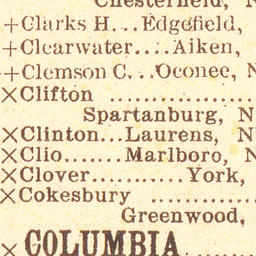 Chesterfield, N
+Clarks H...Edgefield,
+Clearwater....Aiken,
+Clemson C...Oconee, N
×Clifton ..............
Spartanburg, N
×Clinton...Laurens, N
×Clio.......Marlboro, N
×Clover...........York,
×Cokesbury ..............
Greenwood,
×COLUMBIA.......